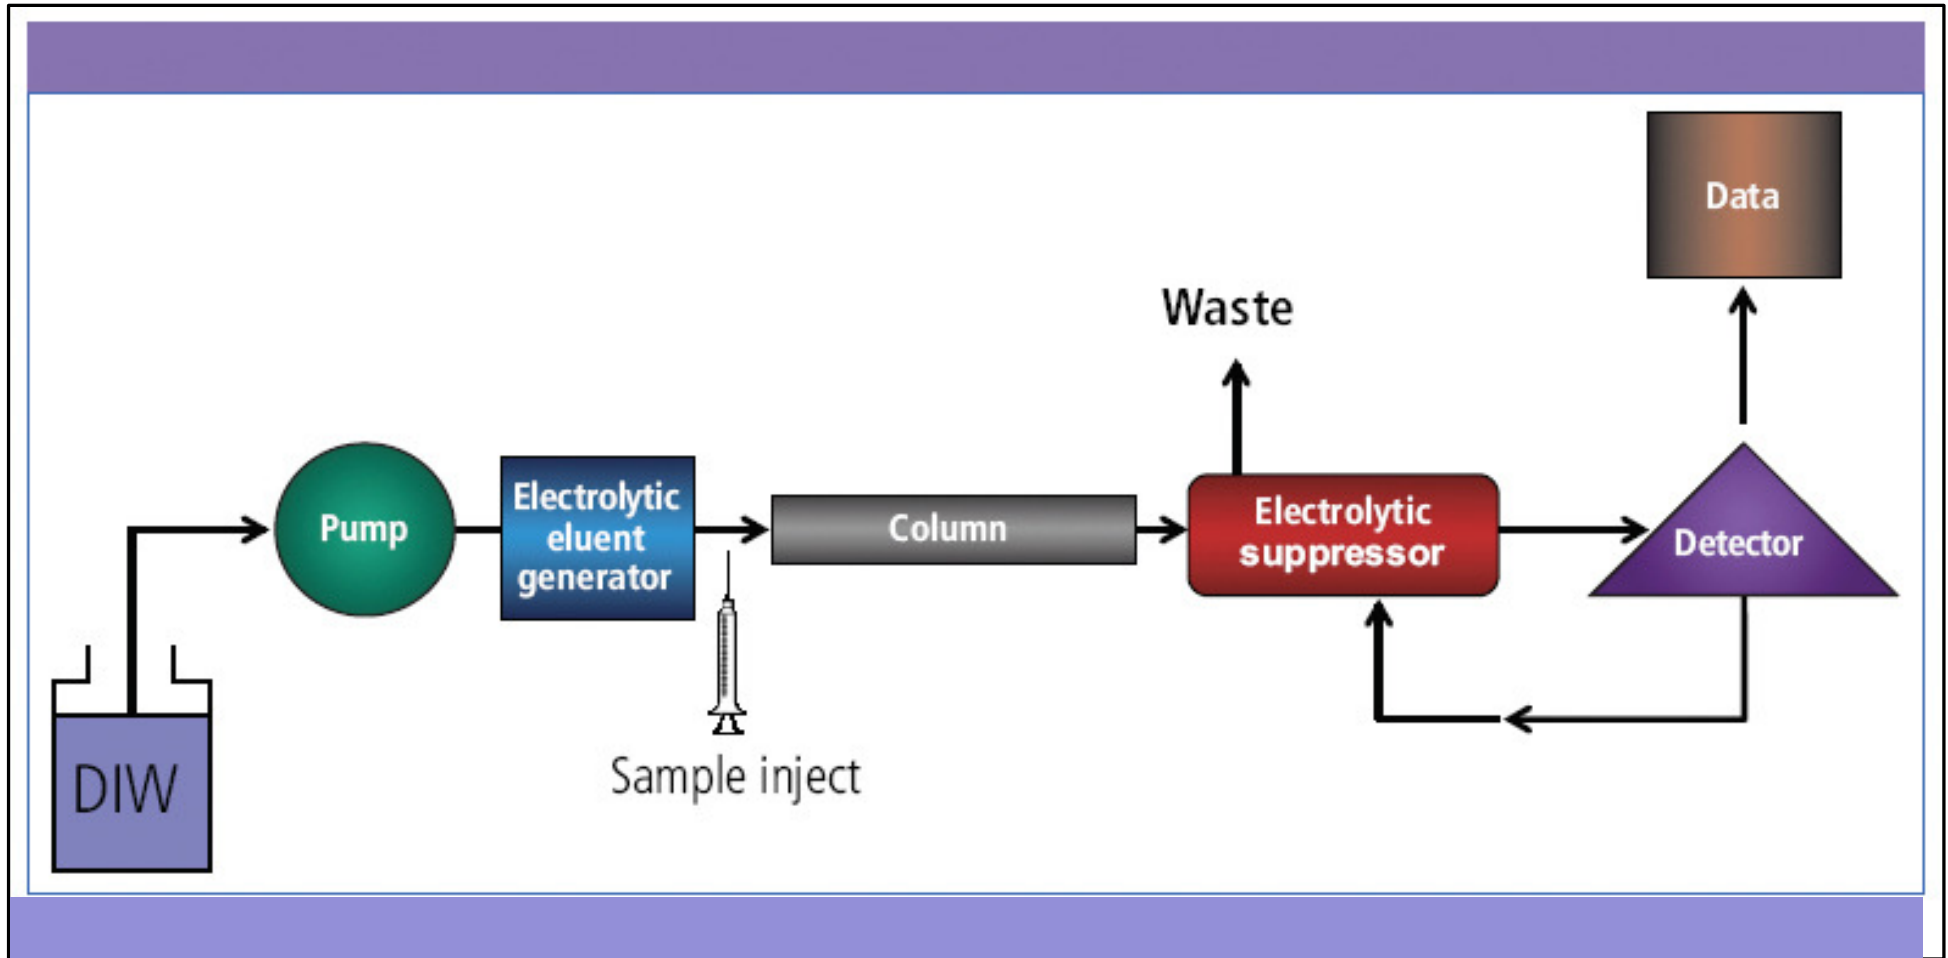 Data
Waste
Pump
Electrolytic
eluent
generator
Column
Electrolytic
suppressor
Detector
DIW
Sample inject